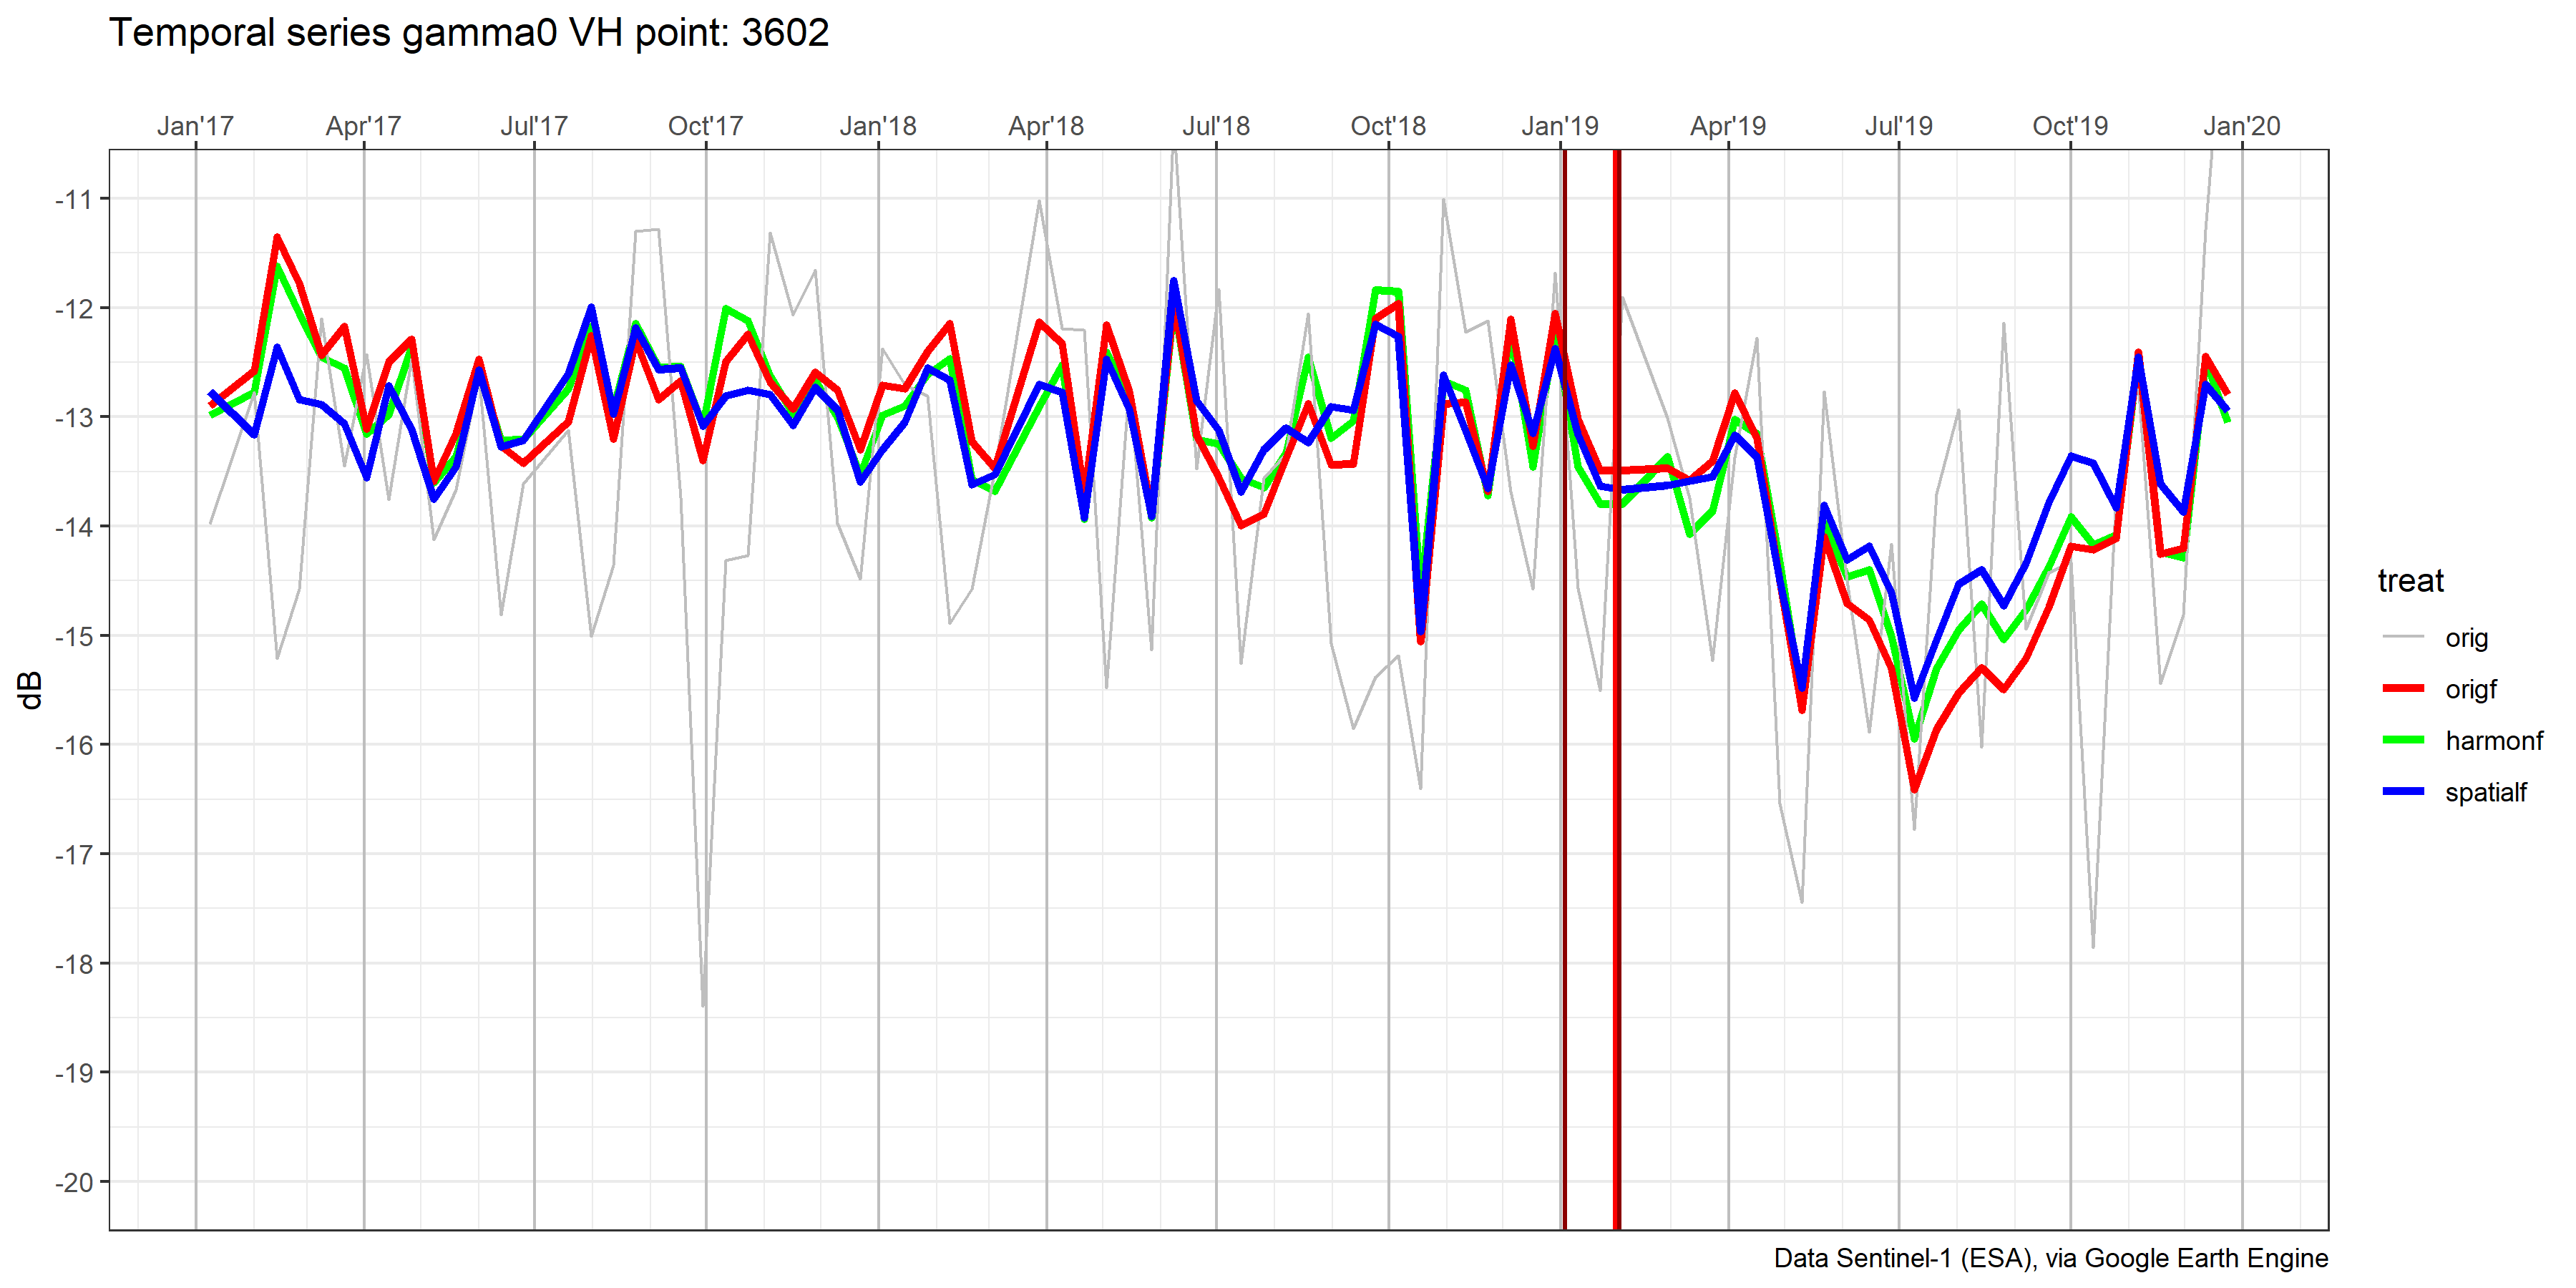 Temporal series gamma0 VH point: 3602
Jan'17 Apr'17 Jul'17 Oct'17 Jan'18 Apr'18 Jul'18 Oct'18 Jan'19 Apr'19 Jul'19 Oct'19 Jan'20
-11
-12
-13
-14
-15
-16
-17
-18
-19
-20
dB
treat
orig
origf
harmonf
spatialf
Data Sentinel-1 (ESA), via Google Earth Engine